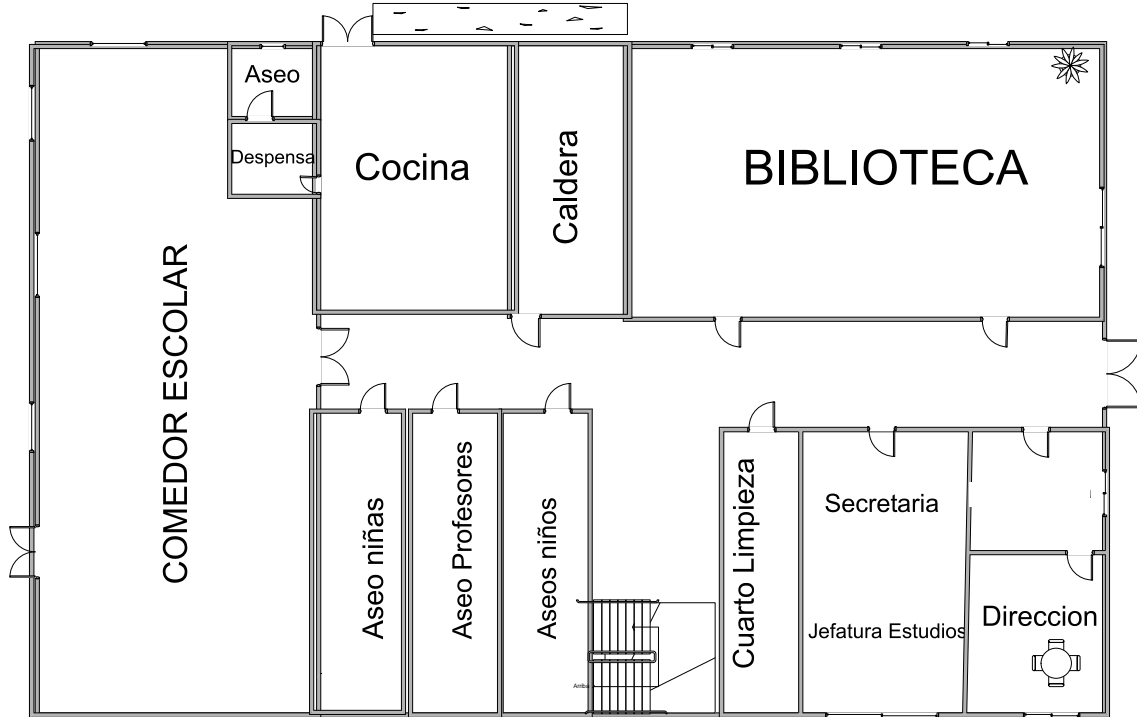 Aseo
Despensa
Cocina
Caldera
BIBLIOTECA
COMEDOR ESCOLAR
Aseo niñas
Aseo Profesores
Aseos niños
Cuarto Limpieza
Secretaria
Jefatura Estudios
Direccion
Arriba